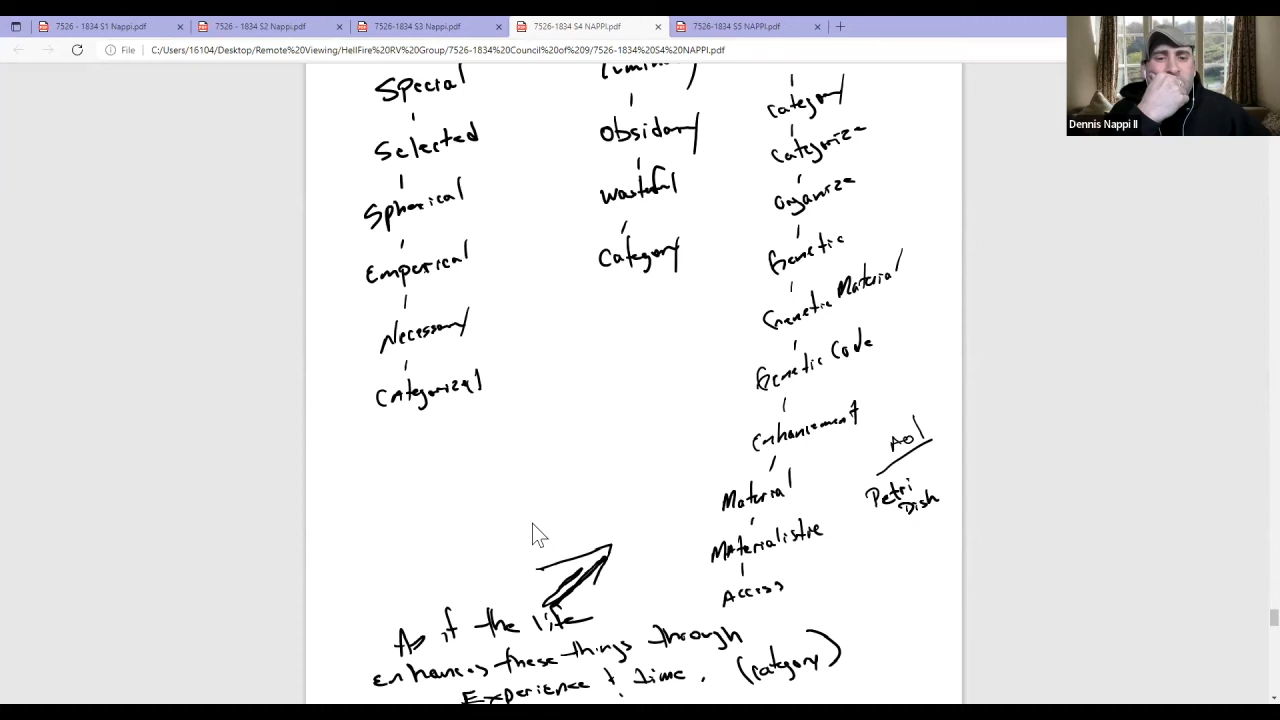 7526 - 1834 S1 Nappi.pdf
7526 - 1834 S2 Nappi.pdf
7526-1834 S3 Nappi.pdf
7526-1834 S4 NAPPI.pdf
7526-1834 S5 NAPPI.pdf
File
C:/Users/16104/Desktop/Remote%20Viewing/HellFire%20RV%20Group/7526-1834%20Council%20of%209/7526-1834%20S4%20NAPPI.pdf
Dennis Nappi II
Special
Selected
Spherical
Emperical
Necessary
Categorized
Obsidary
Wasteful
Category
Category
Categorize
Organize
Genetic
Genetic Material
Genetic Code
Enhancement
Material
Materialistic
Access
AOL
Petri
Dish
As if the life
enhances these things through
Experience + time. (category)